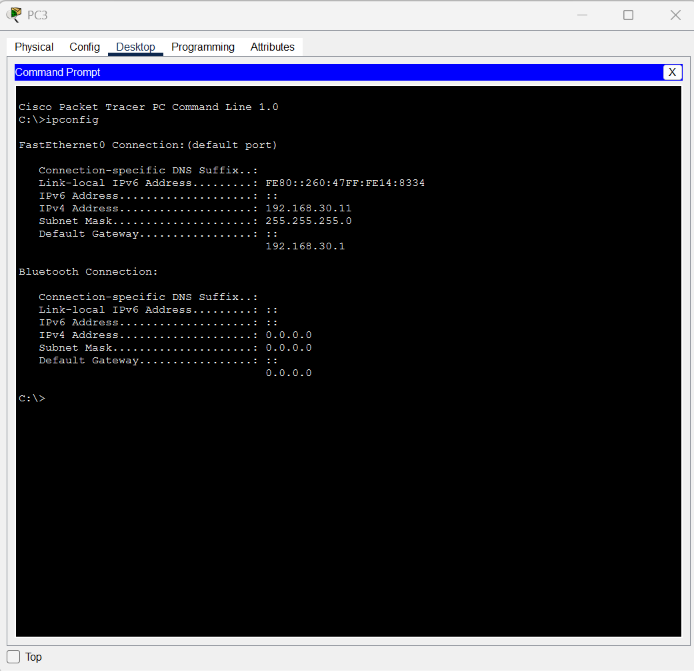 PC3
Physical Config Desktop Programming Attributes
Command Prompt
X
Cisco Packet Tracer PC Command Line 1.0
C:\>ipconfig
FastEthernet0 Connection:(default port)
Connection-specific DNS Suffix..:
Link-local IPv6 Address.........: FE80::260:47FF:FE14:8334
IPv6 Address....................: ::
IPv4 Address....................: 192.168.30.11
Subnet Mask.....................: 255.255.255.0
Default Gateway.................: ::
192.168.30.1
Bluetooth Connection:
Connection-specific DNS Suffix..:
Link-local IPv6 Address.........: ::
IPv6 Address....................: ::
IPv4 Address....................: 0.0.0.0
Subnet Mask.....................: 0.0.0.0
Default Gateway.................: ::
0.0.0.0
C:\>
Top